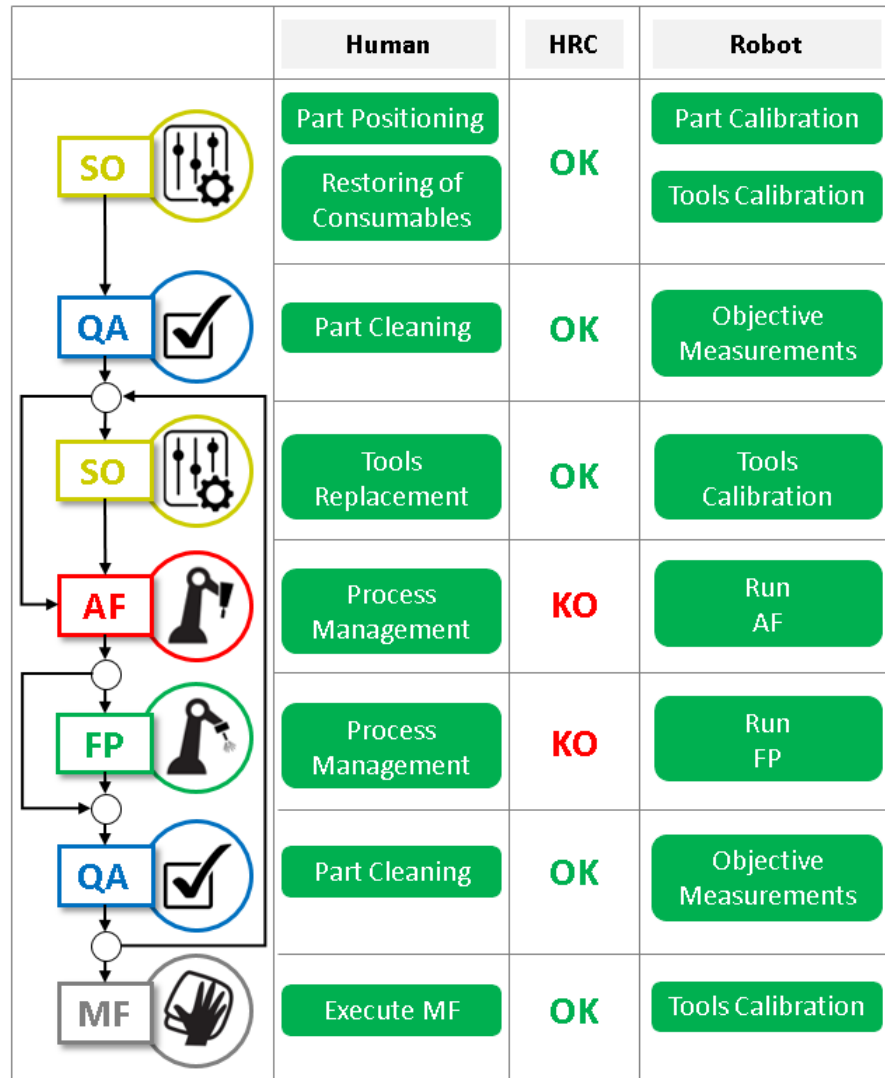 Human HRC Robot
SO
Part Positioning
Restoring of
Consumables
OK
Part Calibration
Tools Calibration
QA
Part Cleaning
OK
Objective
Measurements
SO
Tools
Replacement
OK
Tools
Calibration
AF
Process
Management
KO
Run
AF
FP
Process
Management
KO
Run
FP
QA
Part Cleaning
OK
Objective
Measurements
MF
Execute MF
OK
Tools Calibration